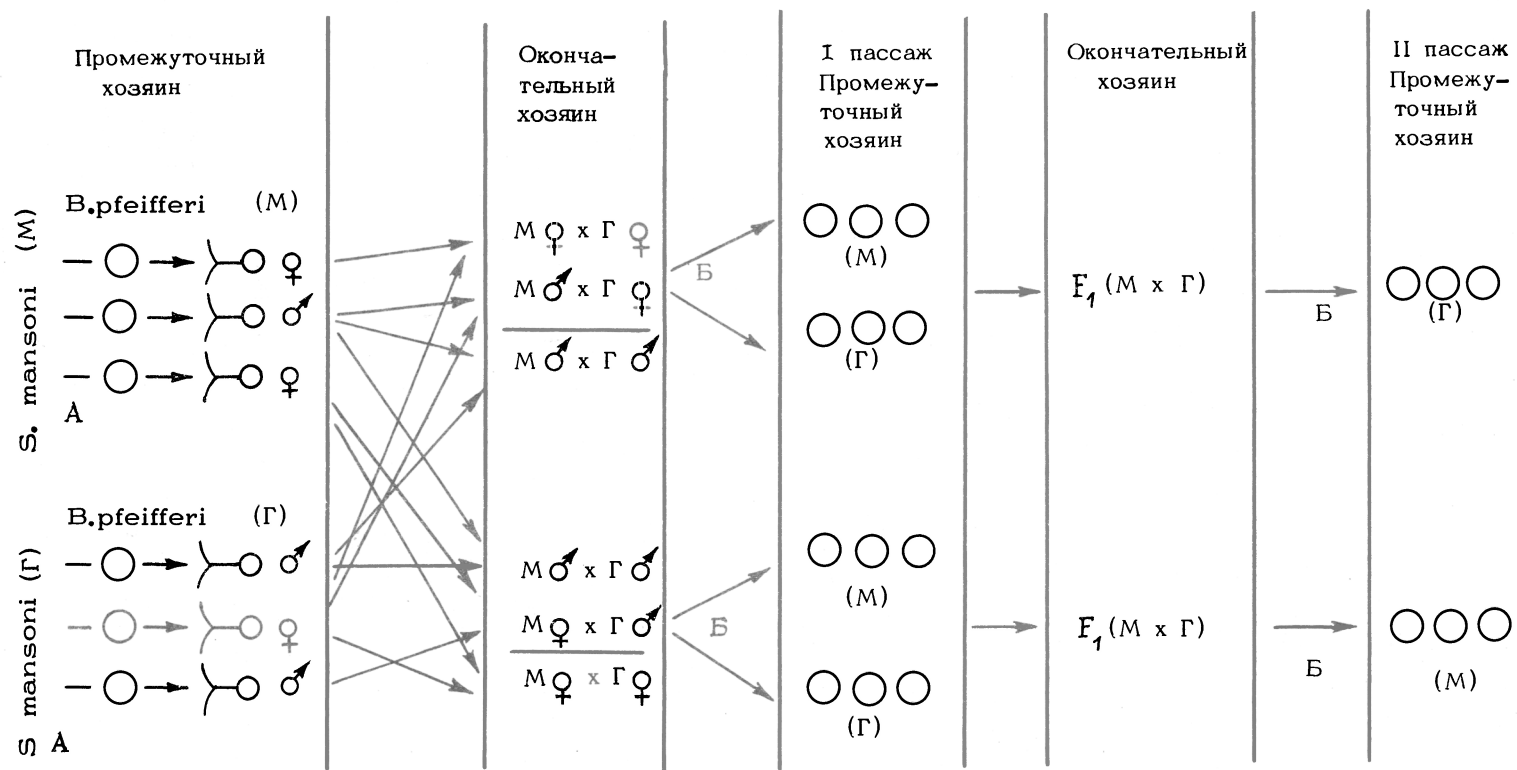 Промежуточный
хозяин
Оконча-
тельный
хозяин
I пассаж
Промежу-
точный
хозяин
Окончательный
хозяин
II пассаж
Промежу-
точный
хозяин
S. mansoni (М)
B.pfeifferi (М)
♀
♂
♀
А
М ♀ х Г ♀
М ♂ х Г ♀
М ♂ х Г ♂
Б
(М)
(Г)
F1 (М х Г)
Б
(Г)
S mansoni (Г)
B.pfeifferi (Г)
♂
♀
♂
А
М ♂ х Г ♂
М ♀ х Г ♂
М ♀ х Г ♀
Б
(М)
(Г)
F1 (М х Г)
Б
(М)